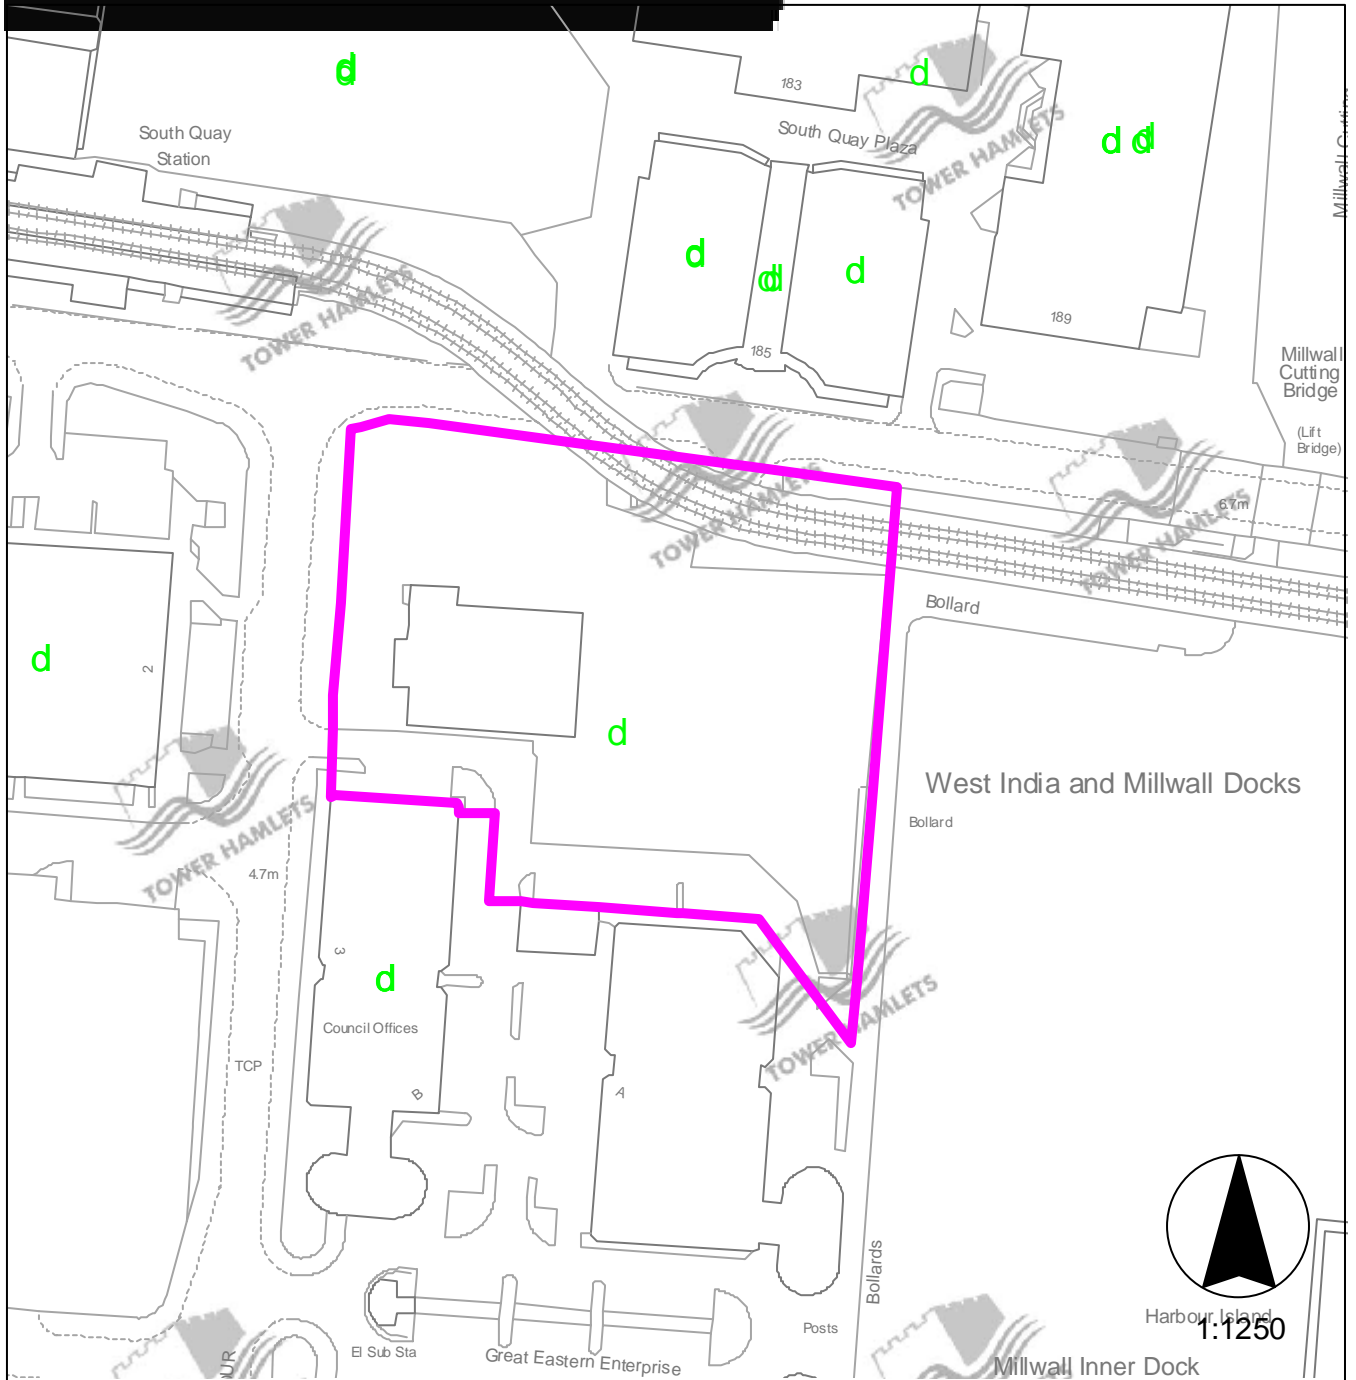 d
d
d
183
South Quay
Station
South Quay Plaza
TOWER HAMLETS
d
d
d
d
d
d
d
d
TOWER HAMLETS
189
185
Millwall
Cutting
Bridge
(Lift
Bridge)
6.7m
TOWER HAMLETS
TOWER HAMLETS
Bollard
d
2
d
West India and Millwall Docks
Bollard
TOWER HAMLETS
4.7m
3
d
TOWER HAMLETS
Council Offices
TCP
B
A
Bollards
Harbour Island
1:1250
Posts
El Sub Sta
Great Eastern Enterprise
Millwall Inner Dock